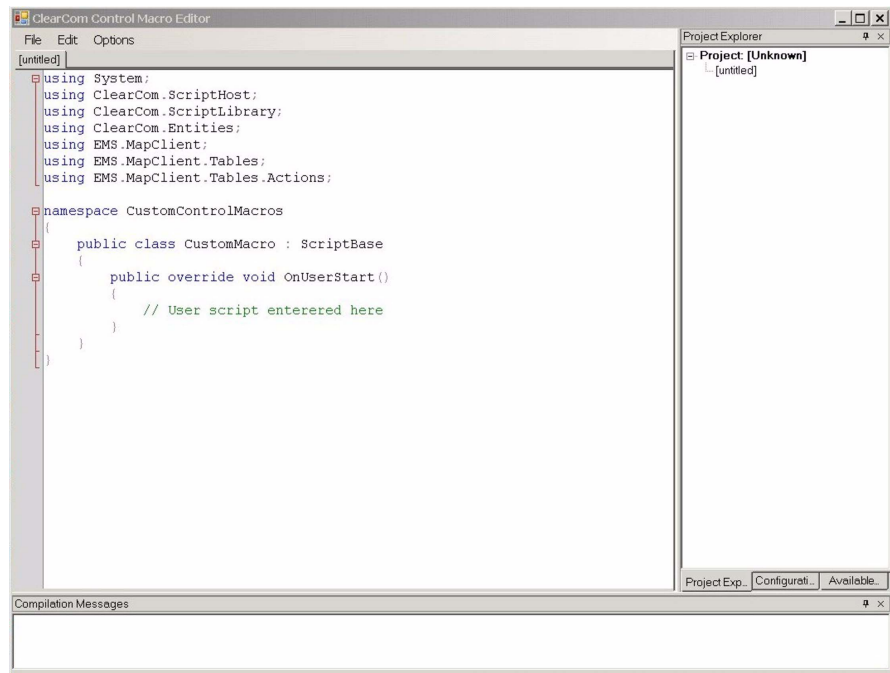 ClearCom Control Macro Editor
File Edit Options
[untitled]
using System;
using ClearCom.ScriptHost;
using ClearCom.ScriptLibrary;
using ClearCom.Entities;
using EMS.MapClient;
using EMS.MapClient.Tables;
using EMS.MapClient.Tables.Actions;
namespace CustomControlMacros
{
public class CustomMacro : ScriptBase
{
public override void OnUserStart()
{
// User script enterered here
}
}
}
Project Explorer
Project: [Unknown]
[untitled]
Project Exp... Configurati... Available...
Compilation Messages